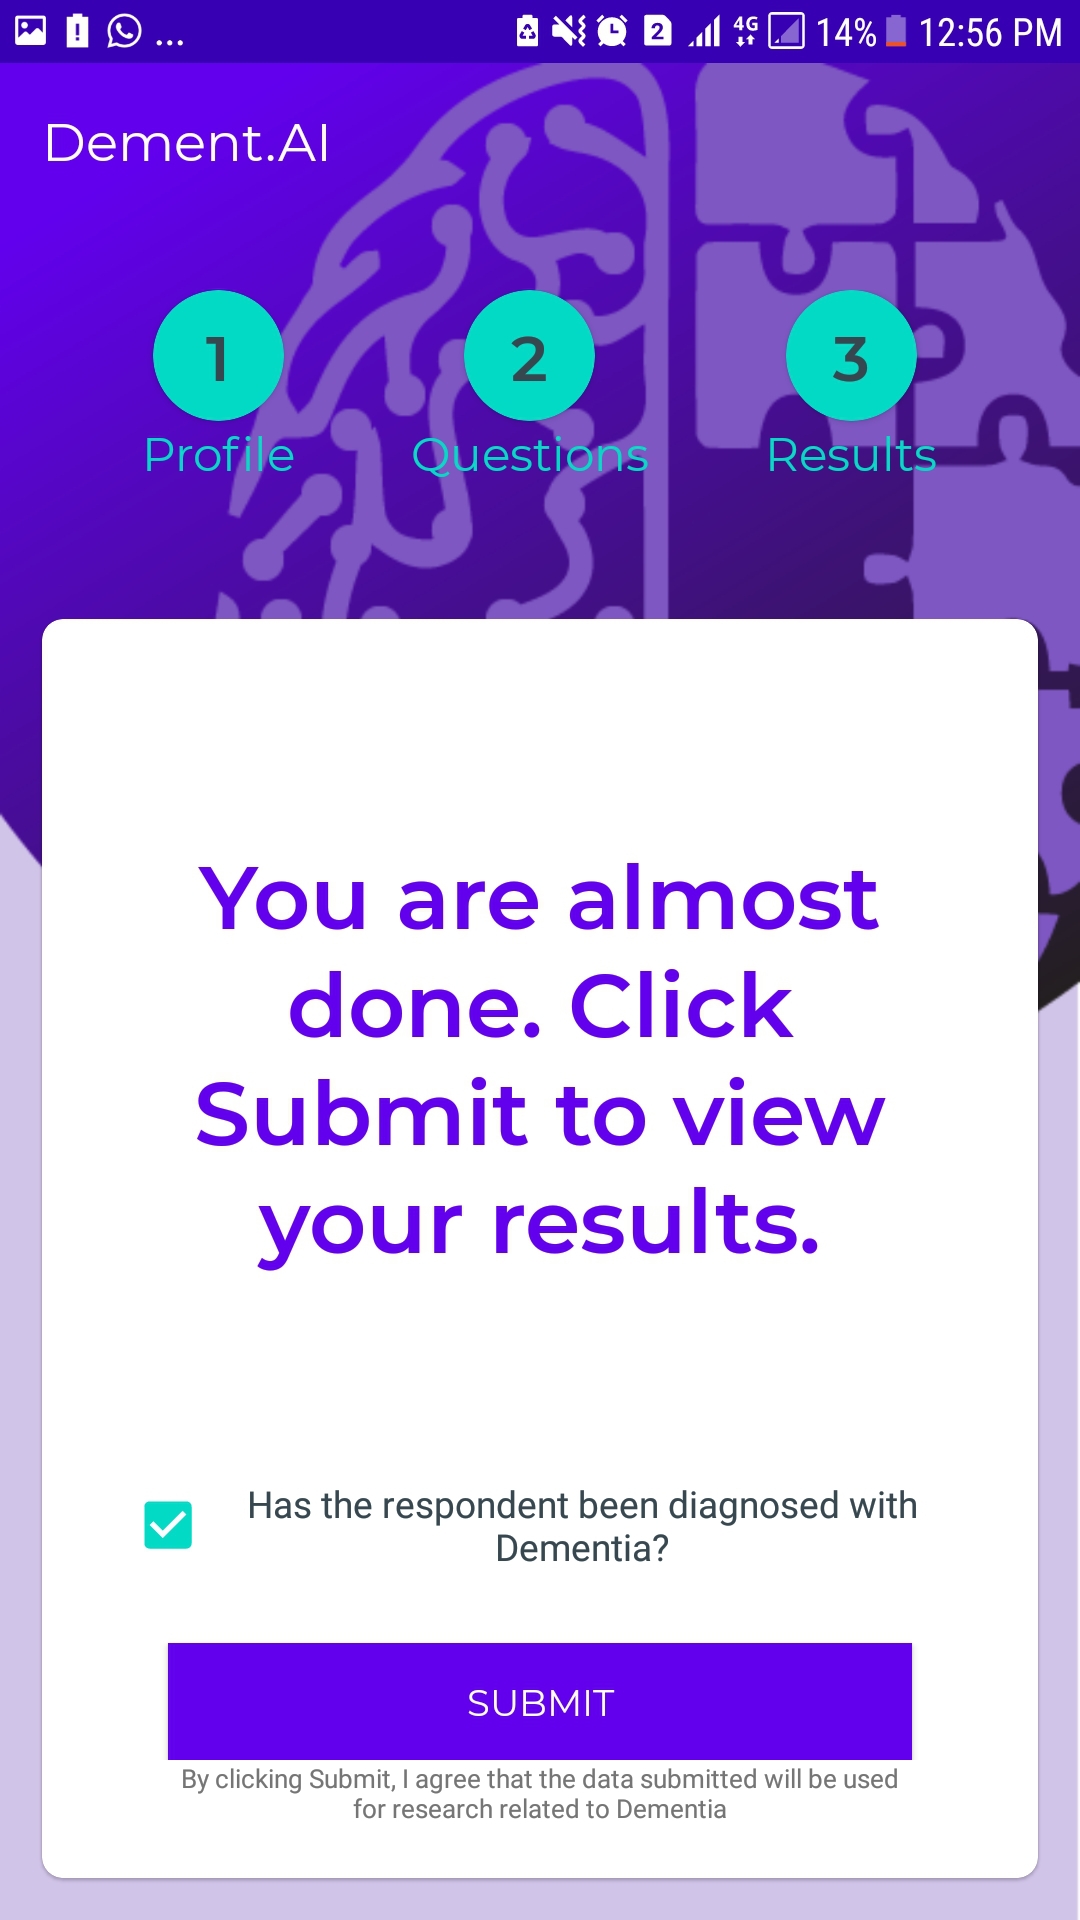 ... 2 4G 14% 12:56 PM
Dement.AI
1 2 3
Profile Questions Results
You are almost
done. Click
Submit to view
your results.
Has the respondent been diagnosed with
Dementia?
SUBMIT
By clicking Submit, I agree that the data submitted will be used
for research related to Dementia